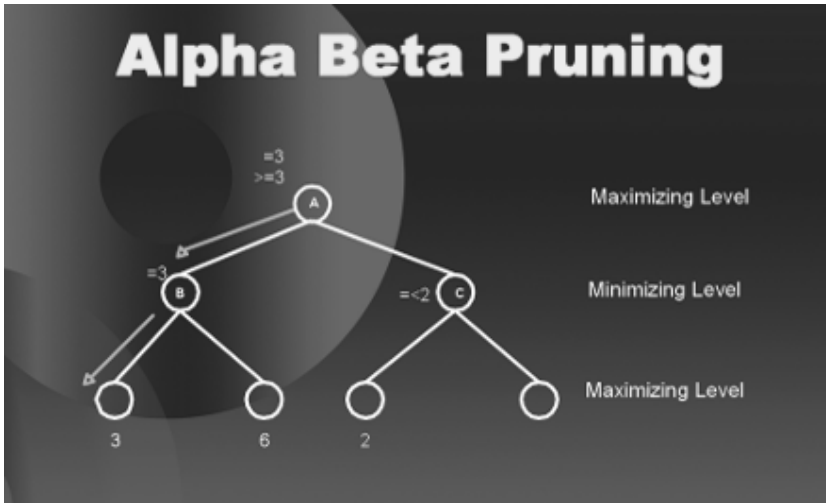 Alpha Beta Pruning
=3
>=3
A
Maximizing Level
=3
B
=<2
C
Minimizing Level
Maximizing Level
3
6
2